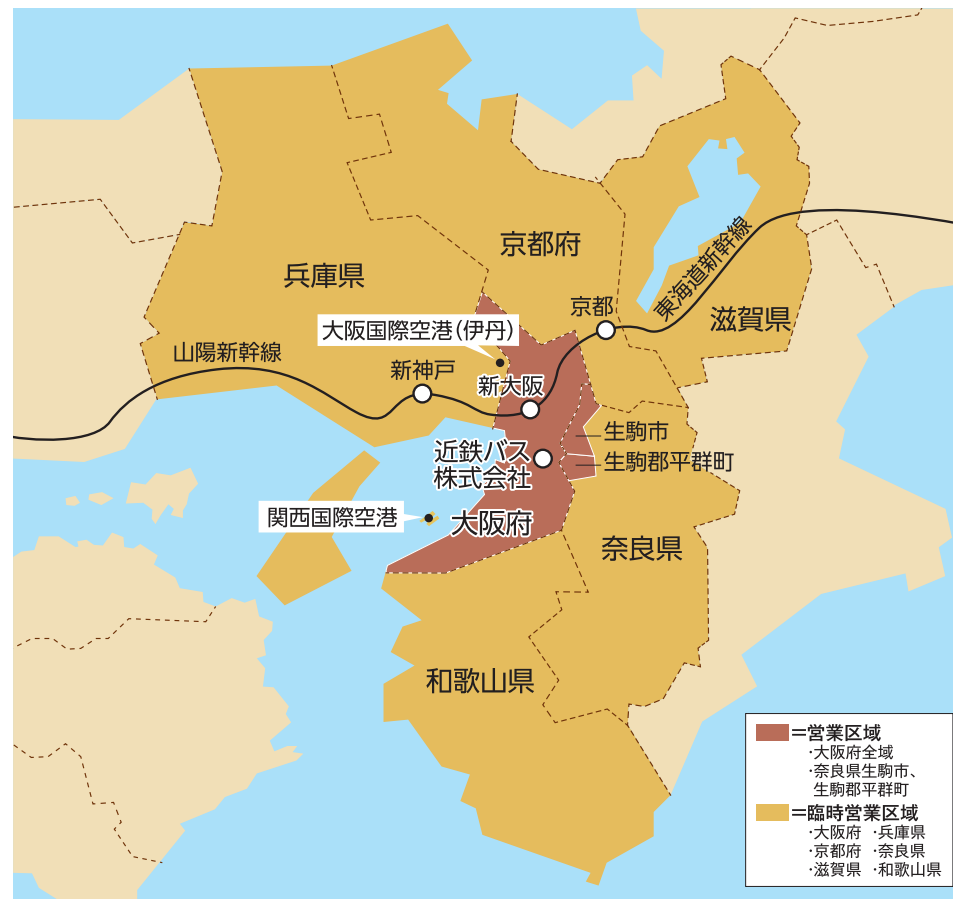 京都府
兵庫県
東海道新幹線
京都
滋賀県
大阪国際空港（伊丹）
山陽新幹線
新神戸
新大阪
生駒市
近鉄バス
株式会社
生駒郡平群町
関西国際空港
大阪府
奈良県
和歌山県
＝営業区域
・大阪府全域
・奈良県生駒市、
生駒郡平群町
＝臨時営業区域
・大阪府 ・兵庫県
・京都府 ・奈良県
・滋賀県 ・和歌山県